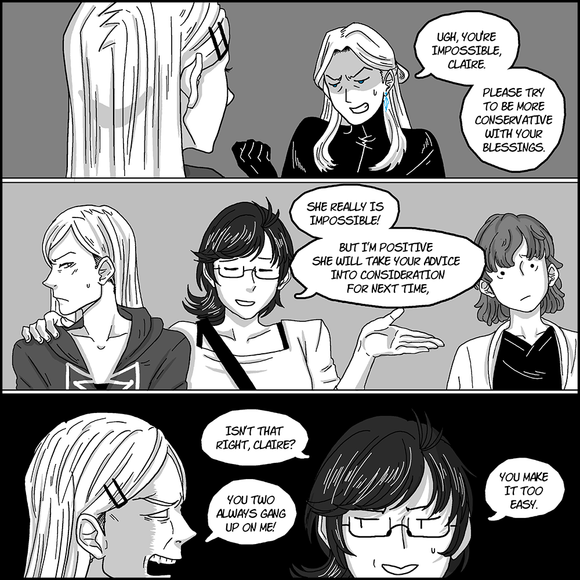 UGH, YOU'RE
IMPOSSIBLE,
CLAIRE.
PLEASE TRY
TO BE MORE
CONSERVATIVE
WITH YOUR
BLESSINGS.
SHE REALLY IS
IMPOSSIBLE!
BUT I'M POSITIVE
SHE WILL TAKE YOUR ADVICE
INTO CONSIDERATION
FOR NEXT TIME,
ISN'T THAT
RIGHT, CLAIRE?
YOU TWO
ALWAYS GANG
UP ON ME!
YOU MAKE
IT TOO
EASY.